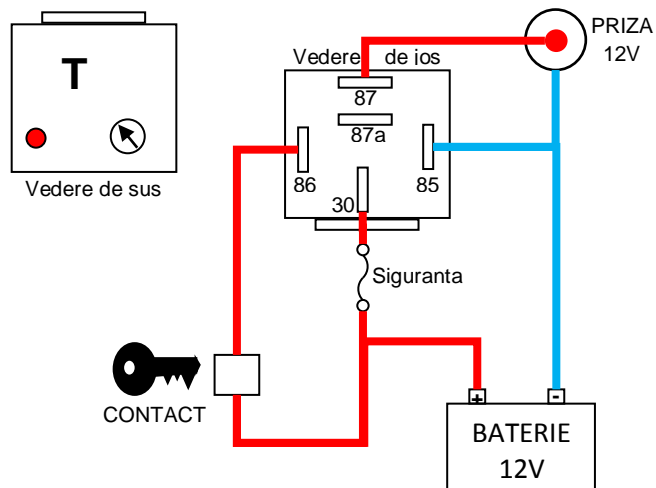 T
Vedere de sus
Vedere de jos
87
87a
86
85
30
Siguranta
CONTACT
PRIZA
12V
+
-
BATERIE
12V